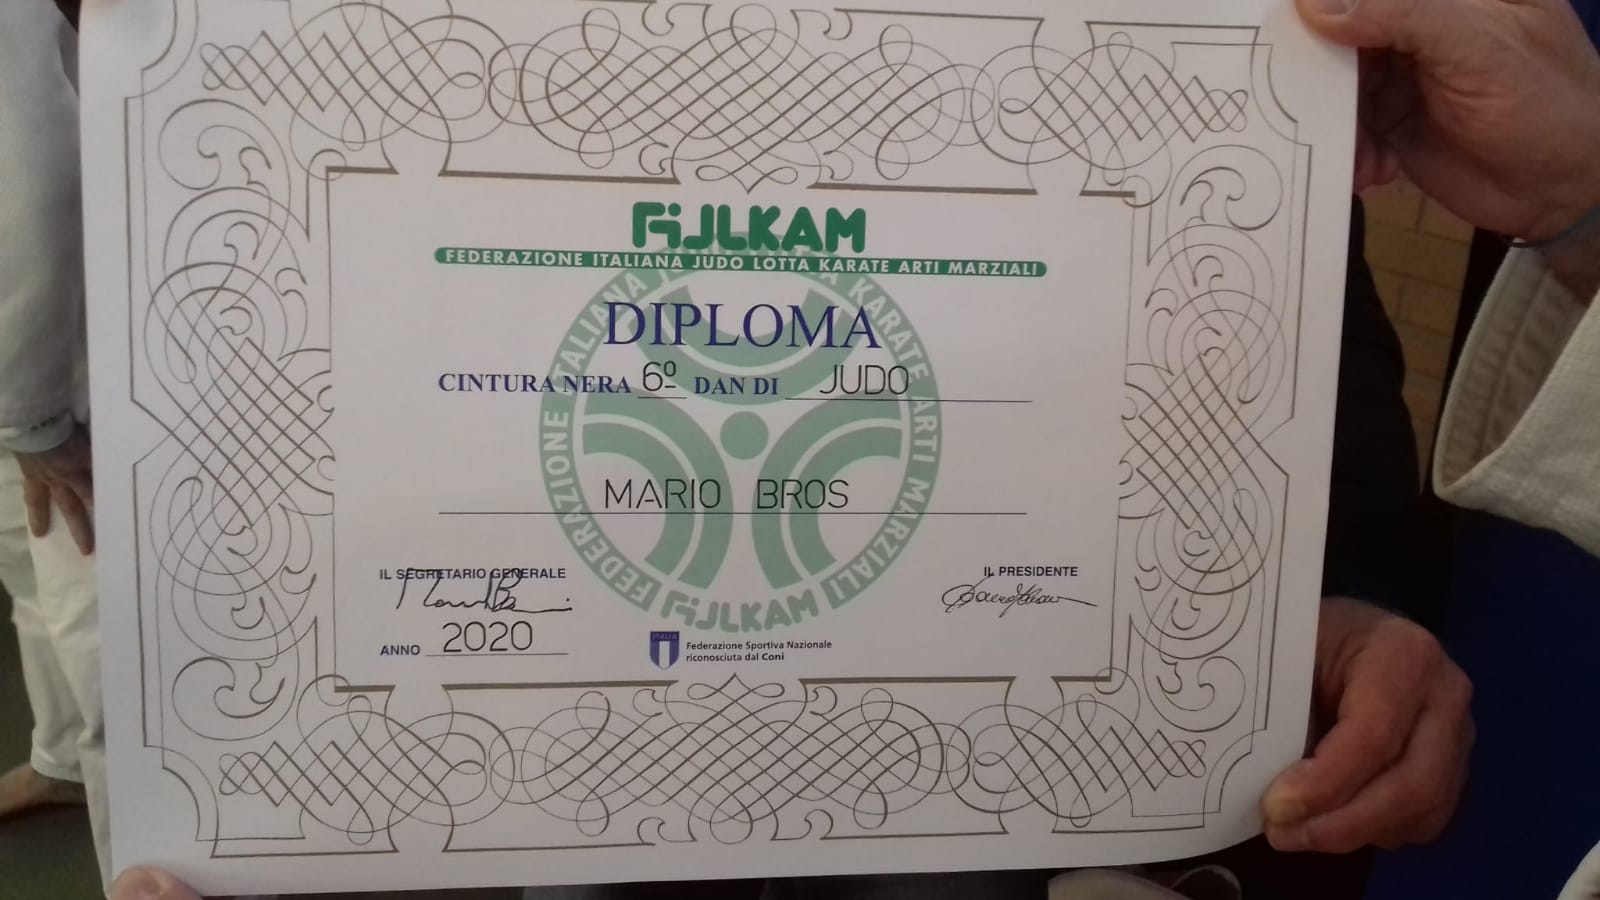 FIJLKAM
FEDERAZIONE ITALIANA JUDO LOTTA KARATE ARTI MARZIALI
DIPLOMA
CINTURA NERA 6º DAN DI JUDO
MARIO BROS
IL SEGRETARIO GENERALE
IL PRESIDENTE
ANNO 2020
ITALIA
Federazione Sportiva Nazionale
riconosciuta dal Coni
FEDERAZIONE ITALIANA JUDO LOTTA KARATE ARTI MARZIALI
FIJLKAM